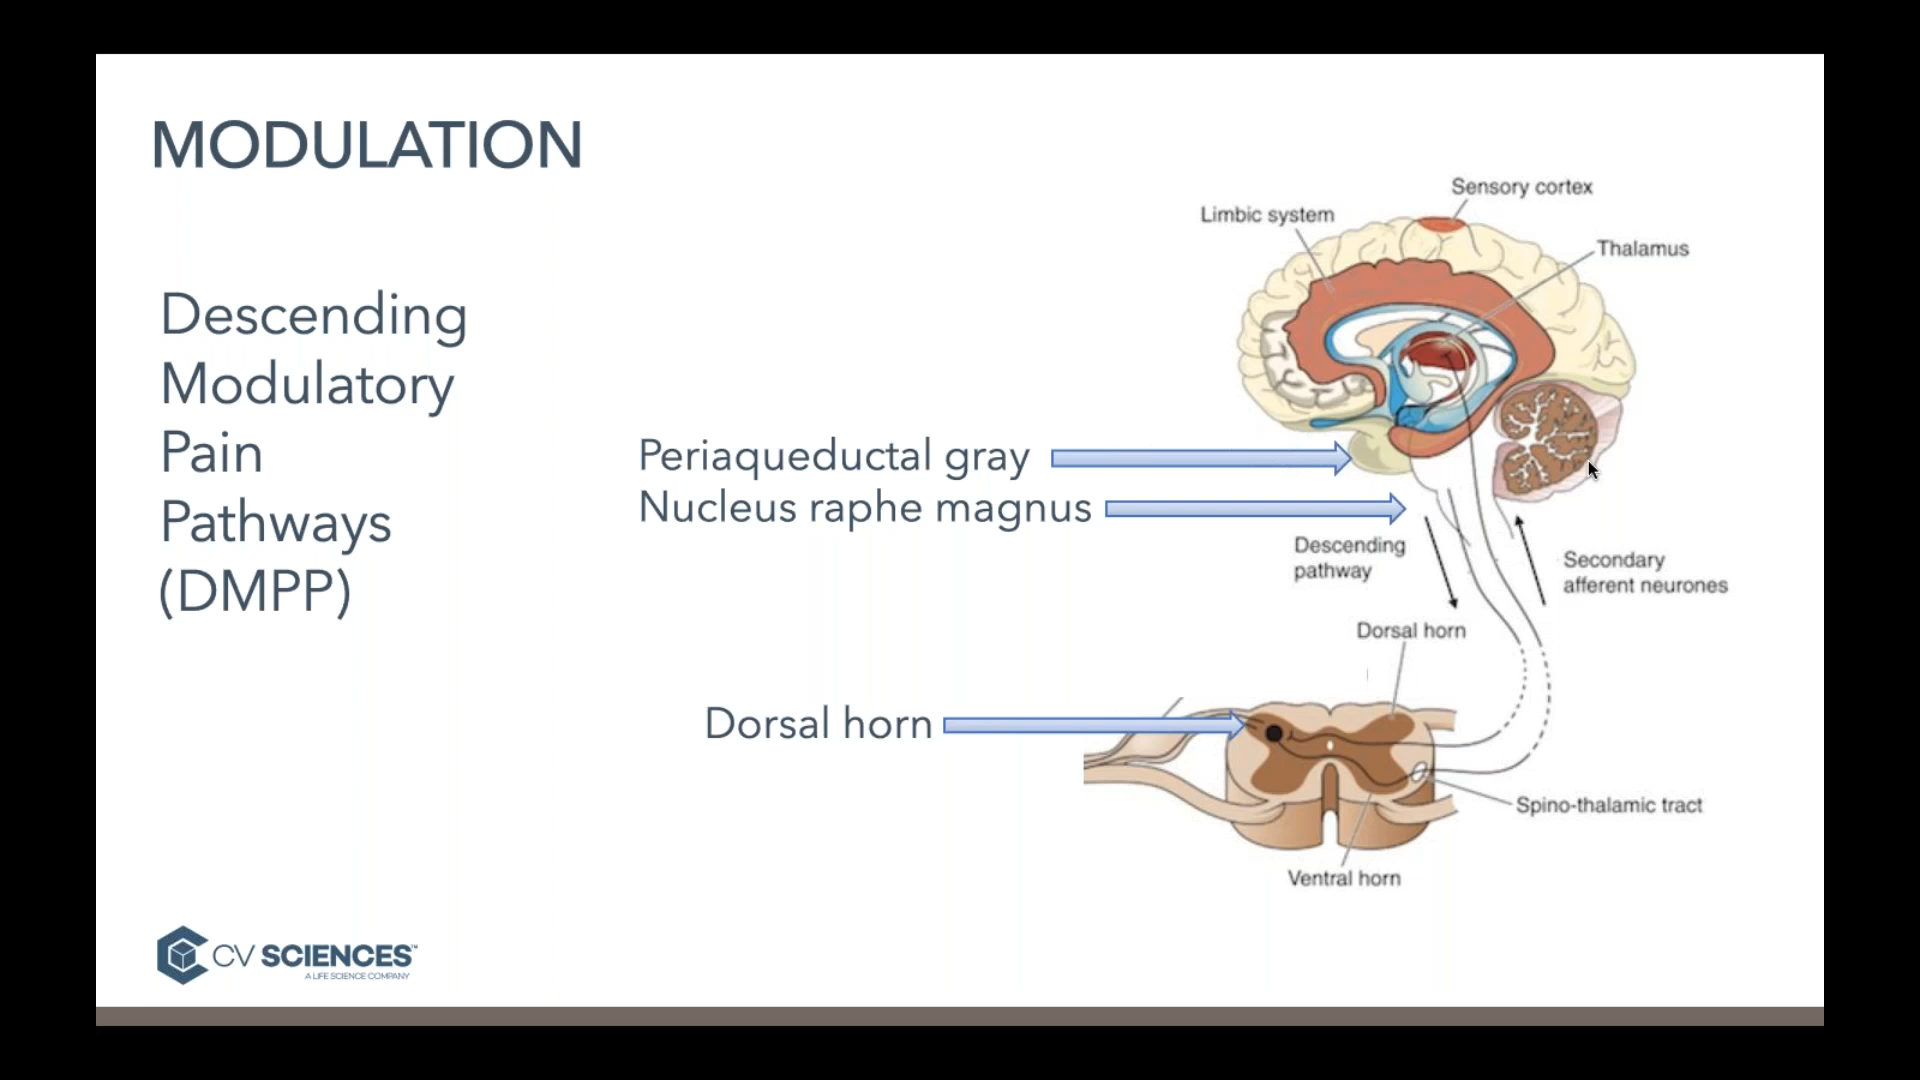 MODULATION
Descending
Modulatory
Pain
Pathways
(DMPP)
Periaqueductal gray
Nucleus raphe magnus
Dorsal horn
Sensory cortex
Limbic system
Thalamus
Descending
pathway
Secondary
afferent neurones
Dorsal horn
Spino-thalamic tract
Ventral horn
CV SCIENCES™
A LIFE SCIENCE COMPANY